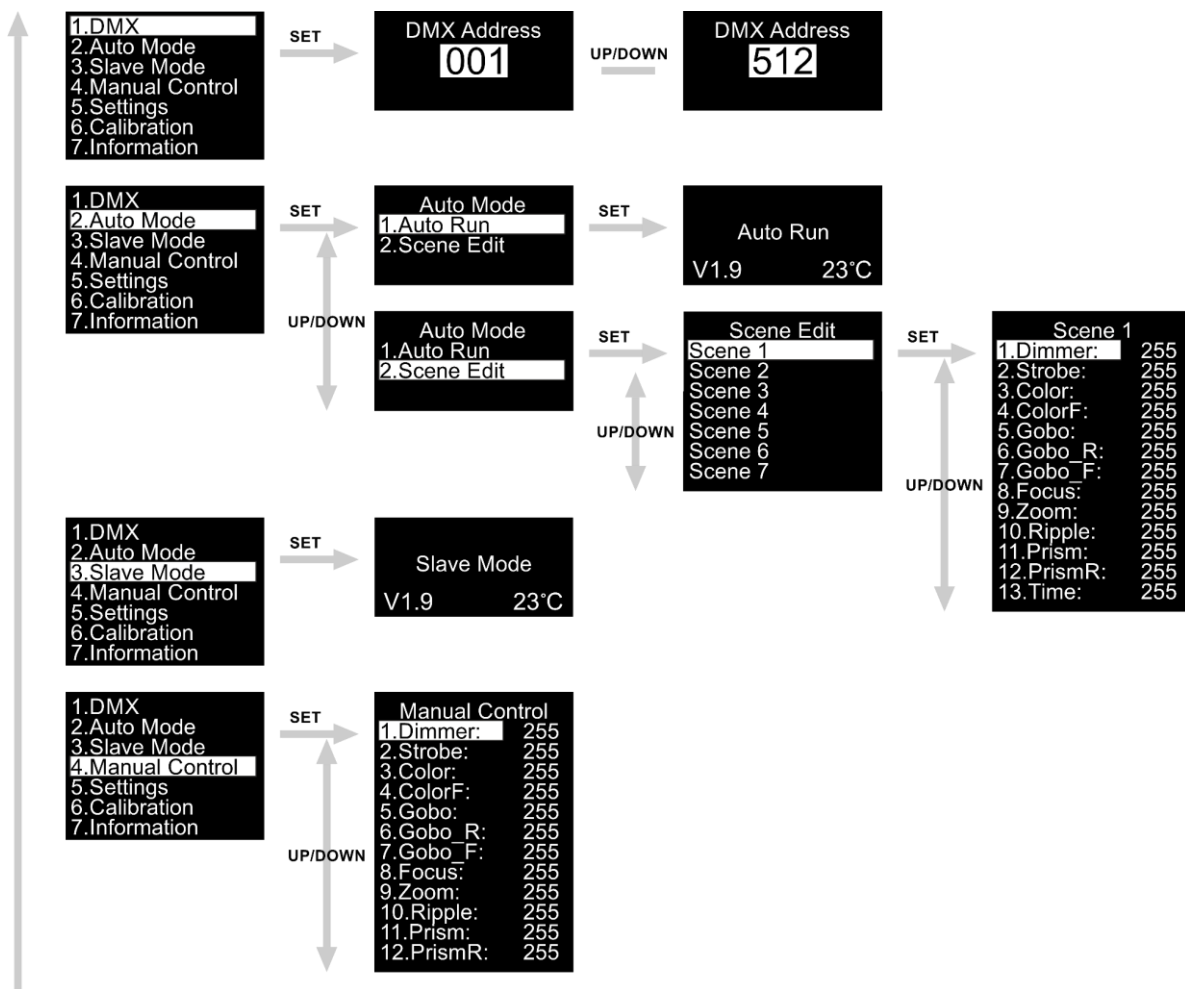 1.DMX
2.Auto Mode
3.Slave Mode
4.Manual Control
5.Settings
6.Calibration
7.Information
SET
DMX Address
001
UP/DOWN
DMX Address
512
1.DMX
2.Auto Mode
3.Slave Mode
4.Manual Control
5.Settings
6.Calibration
7.Information
SET
UP/DOWN
Auto Mode
1.Auto Run
2.Scene Edit
SET
Auto Run
V1.9 23°C
Auto Mode
1.Auto Run
2.Scene Edit
SET
UP/DOWN
Scene Edit
Scene 1
Scene 2
Scene 3
Scene 4
Scene 5
Scene 6
Scene 7
SET
UP/DOWN
Scene 1
1.Dimmer: 255
2.Strobe: 255
3.Color: 255
4.ColorF: 255
5.Gobo: 255
6.Gobo_R: 255
7.Gobo_F: 255
8.Focus: 255
9.Zoom: 255
10.Ripple: 255
11.Prism: 255
12.PrismR: 255
13.Time: 255
1.DMX
2.Auto Mode
3.Slave Mode
4.Manual Control
5.Settings
6.Calibration
7.Information
SET
Slave Mode
V1.9 23°C
1.DMX
2.Auto Mode
3.Slave Mode
4.Manual Control
5.Settings
6.Calibration
7.Information
SET
UP/DOWN
Manual Control
1.Dimmer: 255
2.Strobe: 255
3.Color: 255
4.ColorF: 255
5.Gobo: 255
6.Gobo_R: 255
7.Gobo_F: 255
8.Focus: 255
9.Zoom: 255
10.Ripple: 255
11.Prism: 255
12.PrismR: 255